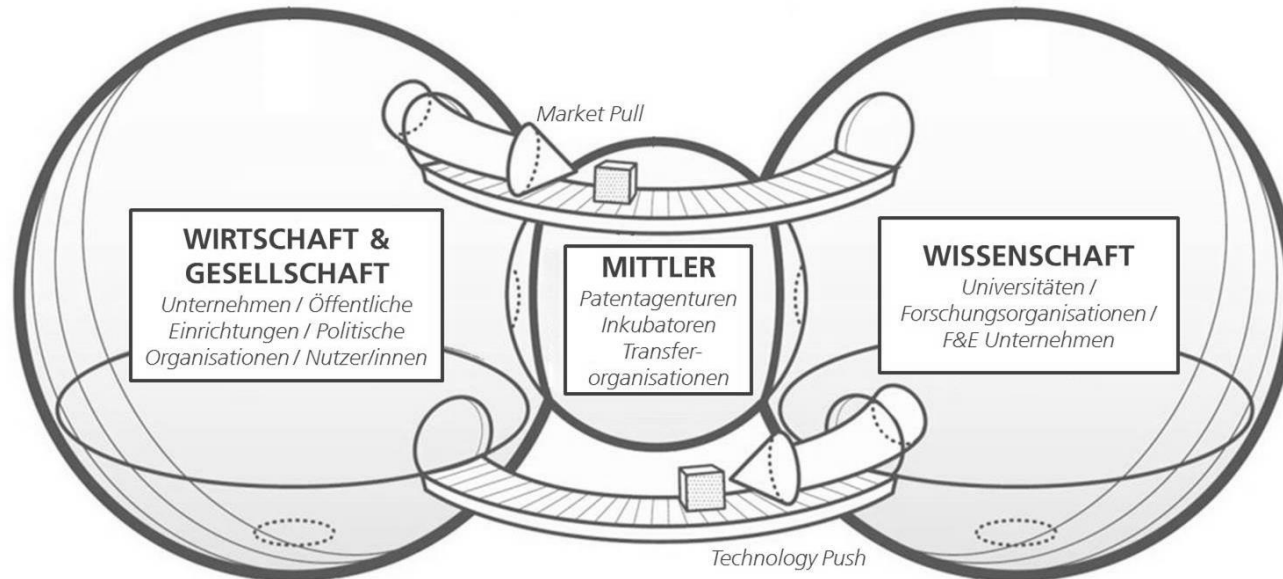 Market Pull
WIRTSCHAFT &
GESELLSCHAFT
Unternehmen / Öffentliche
Einrichtungen / Politische
Organisationen / Nutzer/innen
MITTLER
Patentagenturen
Inkubatoren
Transfer-
organisationen
WISSENSCHAFT
Universitäten /
Forschungsorganisationen /
F&E Unternehmen
Technology Push